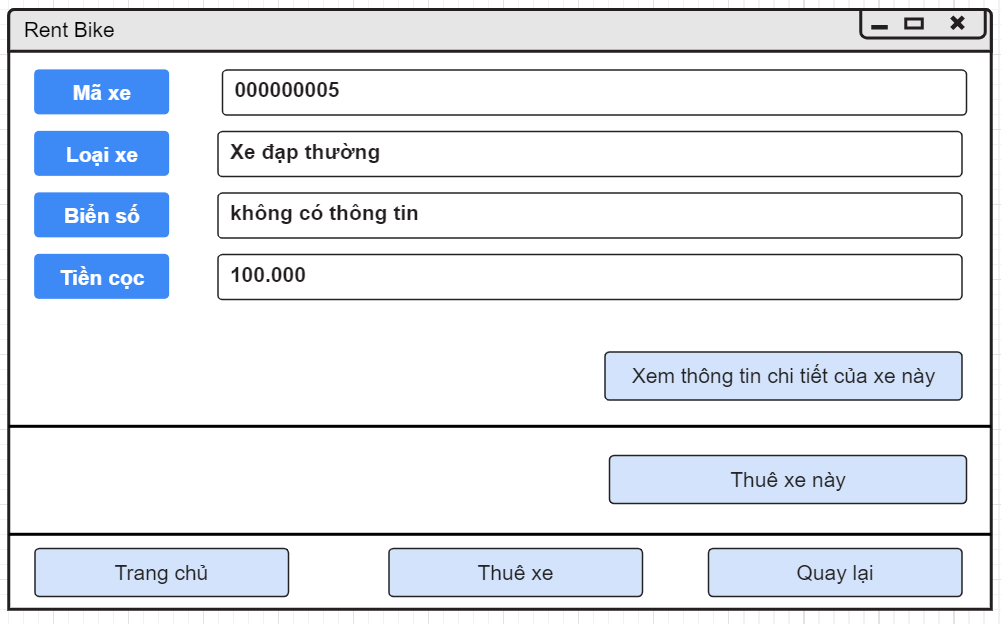 Rent Bike
Mã xe
000000005
Loại xe
Xe đạp thường
Biển số
không có thông tin
Tiền cọc
100.000
Xem thông tin chi tiết của xe này
Thuê xe này
Trang chủ
Thuê xe
Quay lại